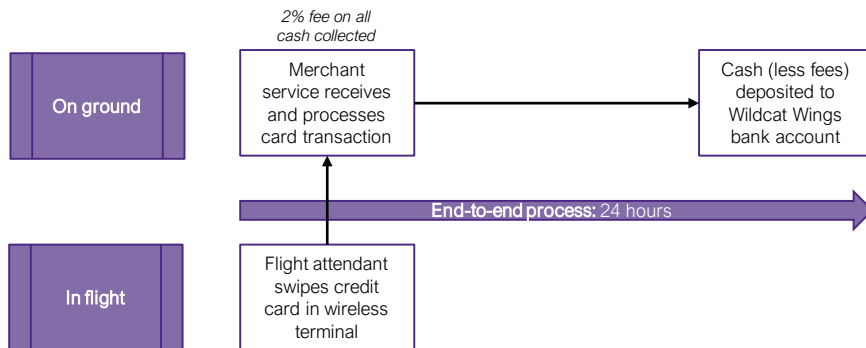 2% fee on all
cash collected
On ground
Merchant
service receives
and processes
card transaction
Cash (less fees)
deposited to
Wildcat Wings
bank account
End-to-end process: 24 hours
In flight
Flight attendant
swipes credit
card in wireless
terminal